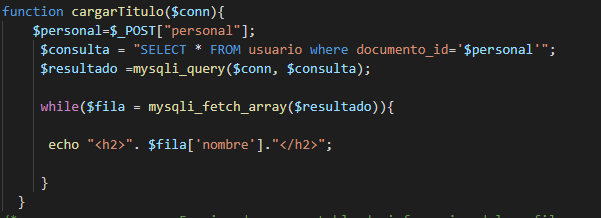 function cargarTitulo($conn){
$personal=$_POST["personal"];
$consulta = "SELECT * FROM usuario where documento_id='$personal'";
$resultado =mysqli_query($conn, $consulta);
while($fila = mysqli_fetch_array($resultado)){
echo "<h2>". $fila['nombre']."</h2>";
}
}